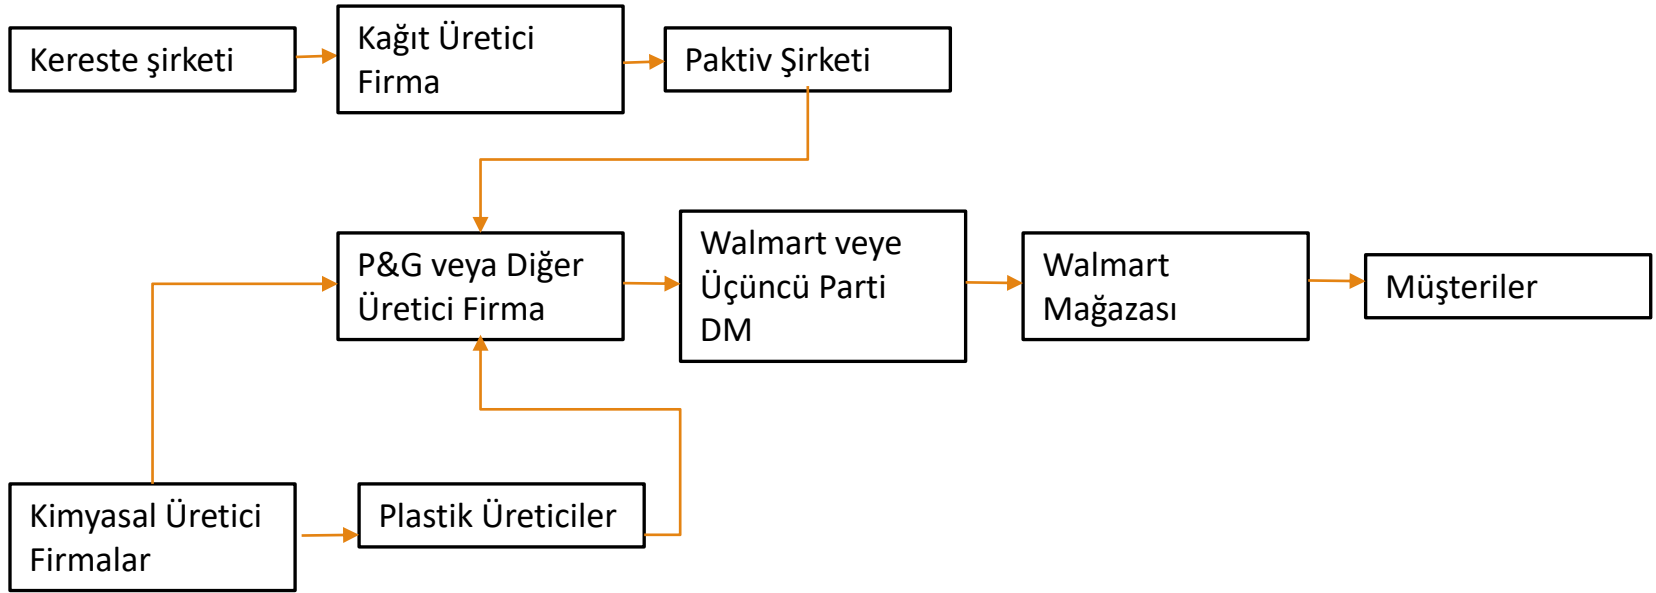 Kereste şirketi
Kağıt Üretici
Firma
Paktiv Şirketi
P&G veya Diğer
Üretici Firma
Walmart veye
Üçüncü Parti
DM
Walmart
Mağazası
Müşteriler
Kimyasal Üretici
Firmalar
Plastik Üreticiler